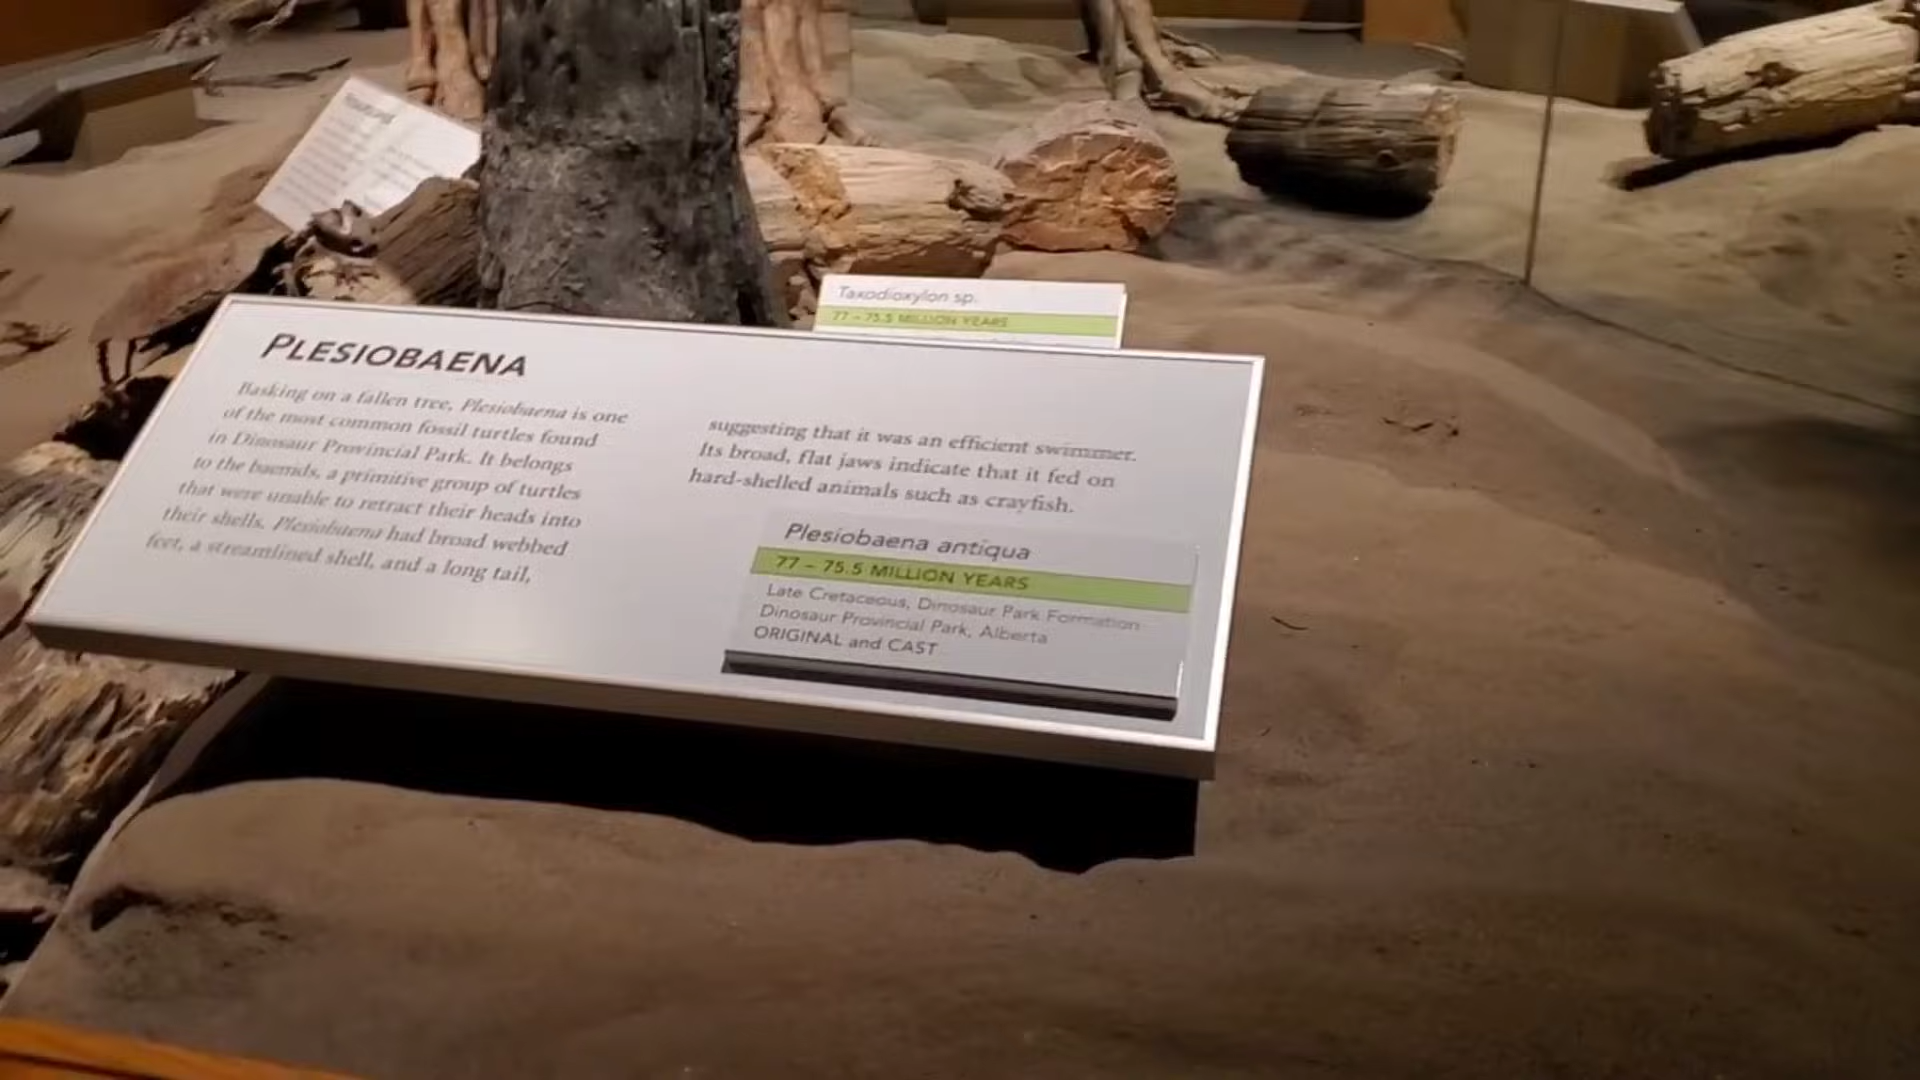 Taxodioxylon sp.
77 – 75.5 MILLION YEARS
PLESIOBAENA
Basking on a fallen tree, Plesiobaena is one
of the most common fossil turtles found
in Dinosaur Provincial Park. It belongs
to the baenids, a primitive group of turtles
that were unable to retract their heads into
their shells. Plesiobaena had broad webbed
feet, a streamlined shell, and a long tail,
suggesting that it was an efficient swimmer.
Its broad, flat jaws indicate that it fed on
hard-shelled animals such as crayfish.
Plesiobaena antiqua
77 – 75.5 MILLION YEARS
Late Cretaceous, Dinosaur Park Formation
Dinosaur Provincial Park, Alberta
ORIGINAL and CAST